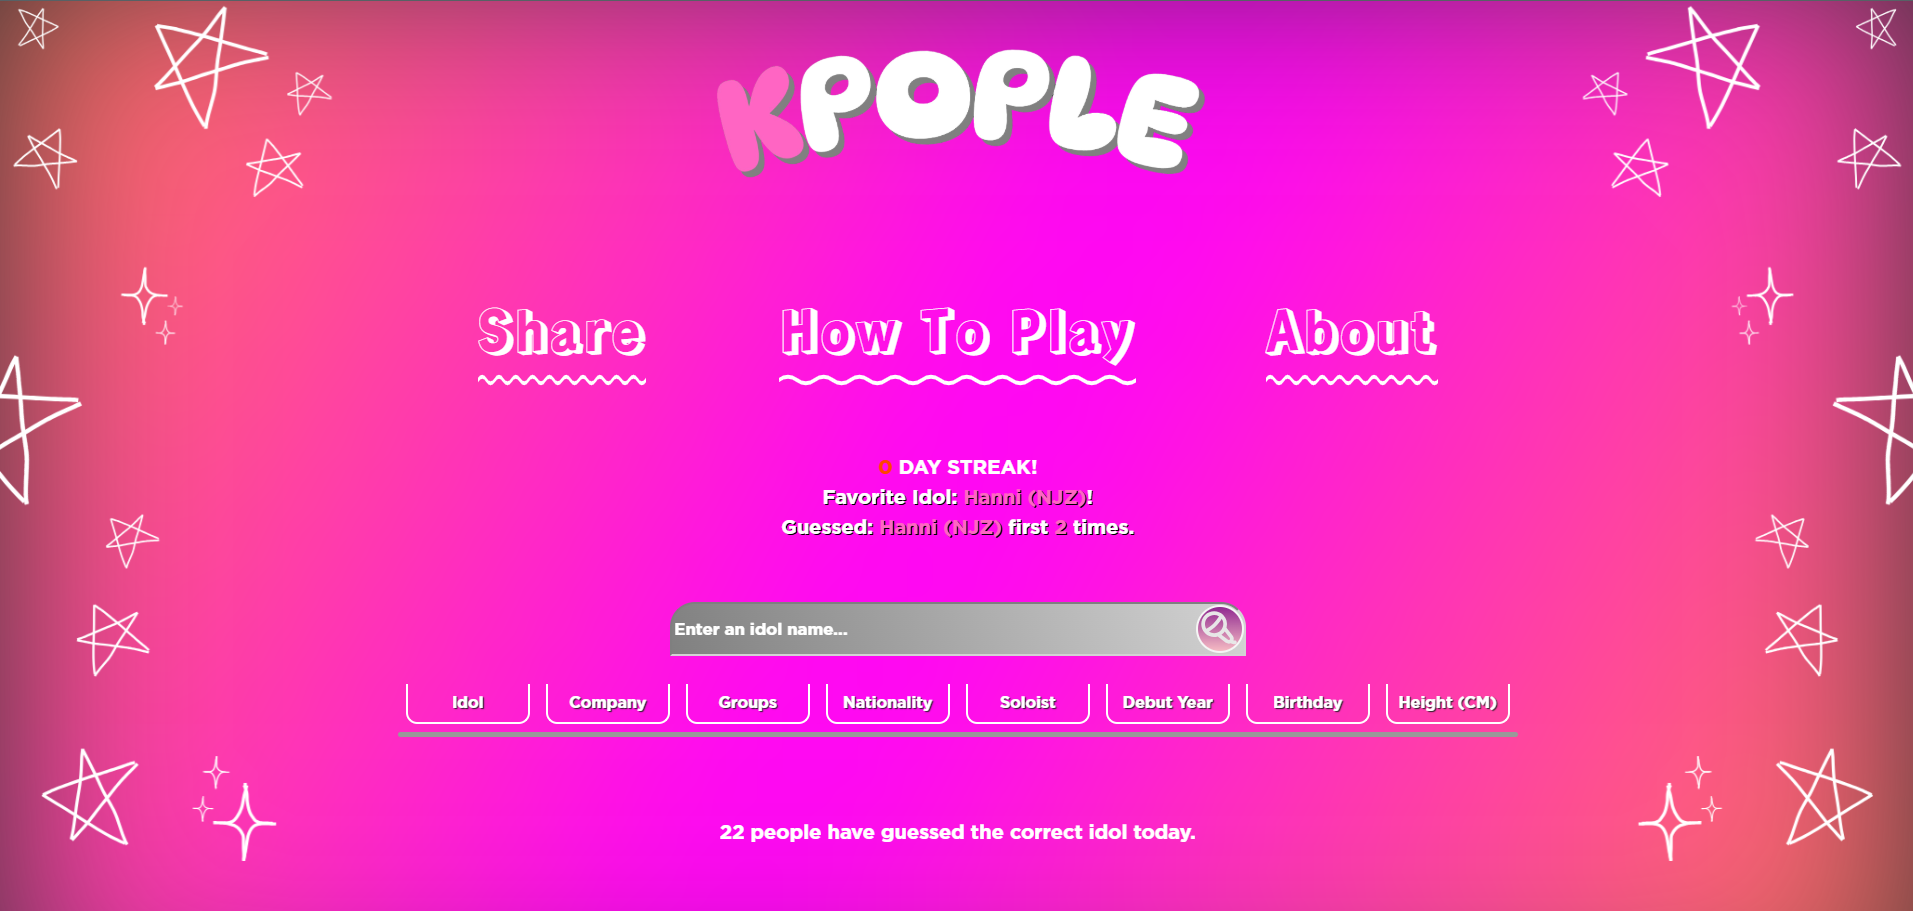 KPOPLE
Share
How To Play
About
0 DAY STREAK!
Favorite Idol: Hanni (NJZ)!
Guessed: Hanni (NJZ) first 2 times.
Enter an idol name...
Idol
Company
Groups
Nationality
Soloist
Debut Year
Birthday
Height (CM)
22 people have guessed the correct idol today.